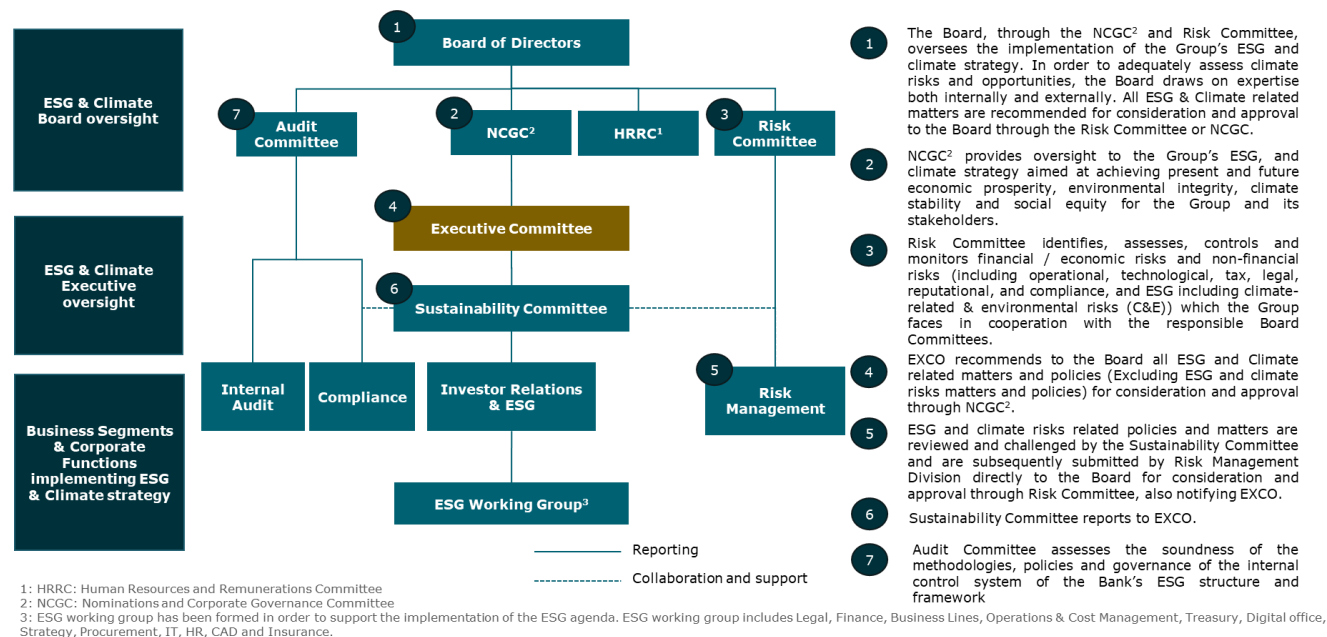 1
Board of Directors
ESG & Climate
Board oversight
7
Audit
Committee
2
NCGC²
HRRC¹
3
Risk
Committee
4
Executive Committee
ESG & Climate
Executive
oversight
6
Sustainability Committee
Business Segments
& Corporate
Functions
implementing ESG
& Climate strategy
Internal
Audit
Compliance
Investor Relations
& ESG
5
Risk
Management
ESG Working Group³
Reporting
Collaboration and support
1
The Board, through the NCGC² and Risk Committee,
oversees the implementation of the Group's ESG and
climate strategy. In order to adequately assess climate
risks and opportunities, the Board draws on expertise
both internally and externally. All ESG & Climate related
matters are recommended for consideration and approval
to the Board through the Risk Committee or NCGC.
2
NCGC² provides oversight to the Group's ESG, and
climate strategy aimed at achieving present and future
economic prosperity, environmental integrity, climate
stability and social equity for the Group and its
stakeholders.
3
Risk Committee identifies, assesses, controls and
monitors financial / economic risks and non-financial
risks (including operational, technological, tax, legal,
reputational, and compliance, and ESG including climate-
related & environmental risks (C&E)) which the Group
faces in cooperation with the responsible Board
Committees.
4
EXCO recommends to the Board all ESG and Climate
related matters and policies (Excluding ESG and climate
risks matters and policies) for consideration and approval
through NCGC².
5
ESG and climate risks related policies and matters are
reviewed and challenged by the Sustainability Committee
and are subsequently submitted by Risk Management
Division directly to the Board for consideration and
approval through Risk Committee, also notifying EXCO.
6
Sustainability Committee reports to EXCO.
7
Audit Committee assesses the soundness of the
methodologies, policies and governance of the internal
control system of the Bank's ESG structure and
framework
1: HRRC: Human Resources and Remunerations Committee
2: NCGC: Nominations and Corporate Governance Committee
3: ESG working group has been formed in order to support the implementation of the ESG agenda. ESG working group includes Legal, Finance, Business Lines, Operations & Cost Management, Treasury, Digital office,
Strategy, Procurement, IT, HR, CAD and Insurance.